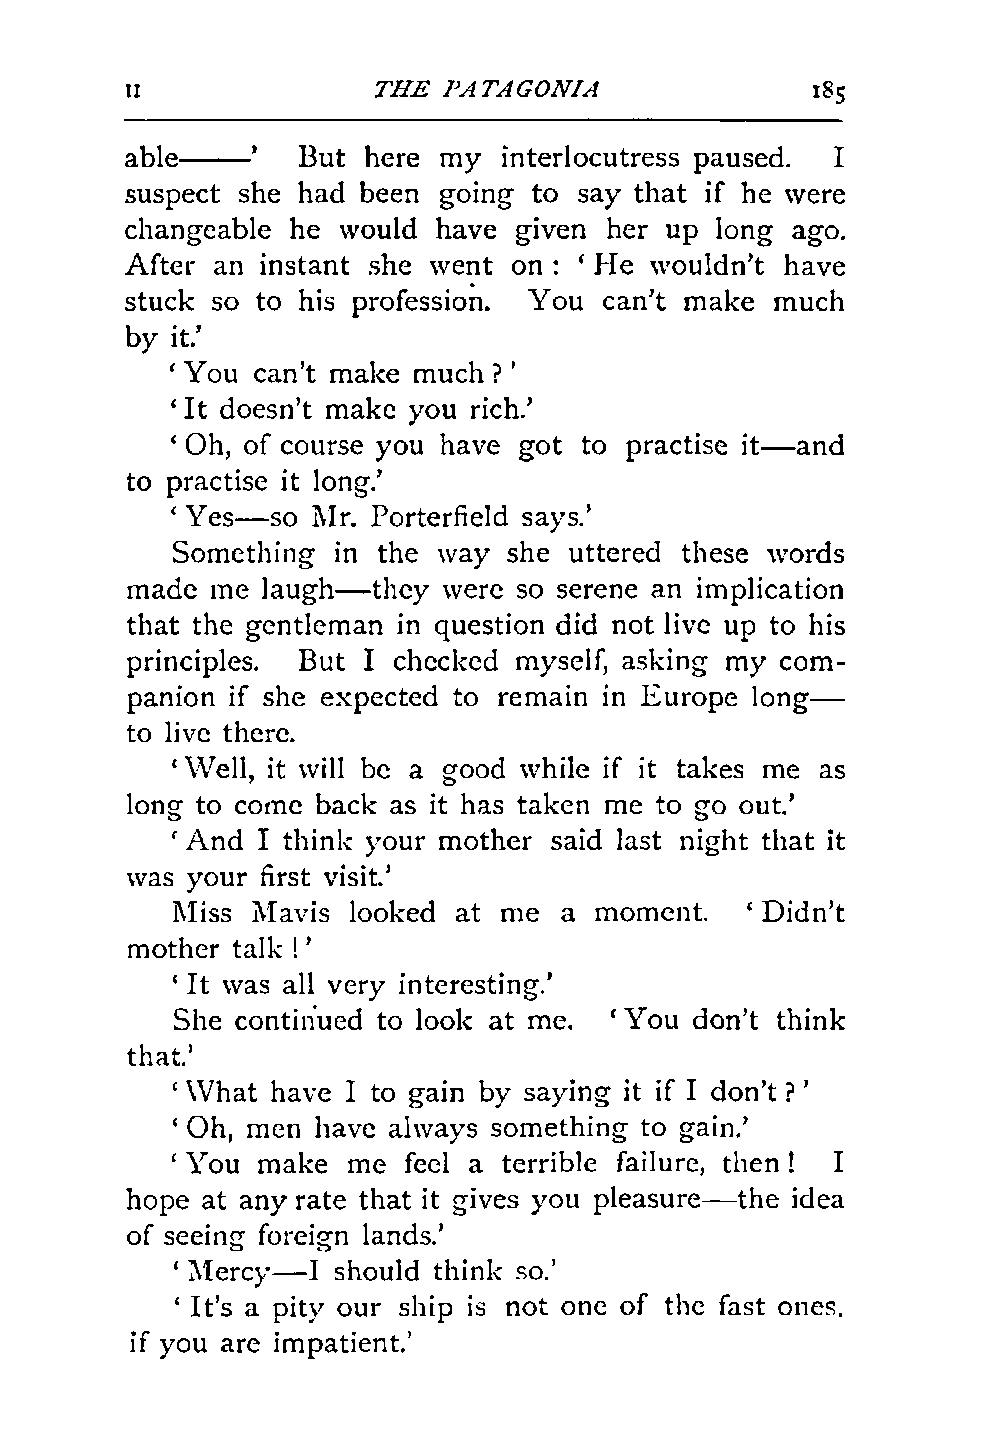 II THE PATAGONIA 185
able——' But here my interlocutress paused. I
suspect she had been going to say that if he were
changeable he would have given her up long ago.
After an instant she went on : ‘ He wouldn't have
stuck so to his profession. You can't make much
by it.'
‘ You can't make much ? '
‘ It doesn't make you rich.'
‘ Oh, of course you have got to practise it—and
to practise it long.'
‘ Yes—so Mr. Porterfield says.'
Something in the way she uttered these words
made me laugh—they were so serene an implication
that the gentleman in question did not live up to his
principles. But I checked myself, asking my com-
panion if she expected to remain in Europe long—
to live there.
‘ Well, it will be a good while if it takes me as
long to come back as it has taken me to go out.'
‘ And I think your mother said last night that it
was your first visit.'
Miss Mavis looked at me a moment. ‘ Didn't
mother talk ! '
‘ It was all very interesting.'
She continued to look at me. ‘ You don't think
that.'
‘ What have I to gain by saying it if I don't ? '
‘ Oh, men have always something to gain.'
‘ You make me feel a terrible failure, then ! I
hope at any rate that it gives you pleasure—the idea
of seeing foreign lands.'
‘ Mercy—I should think so.'
‘ It's a pity our ship is not one of the fast ones.
if you are impatient.'